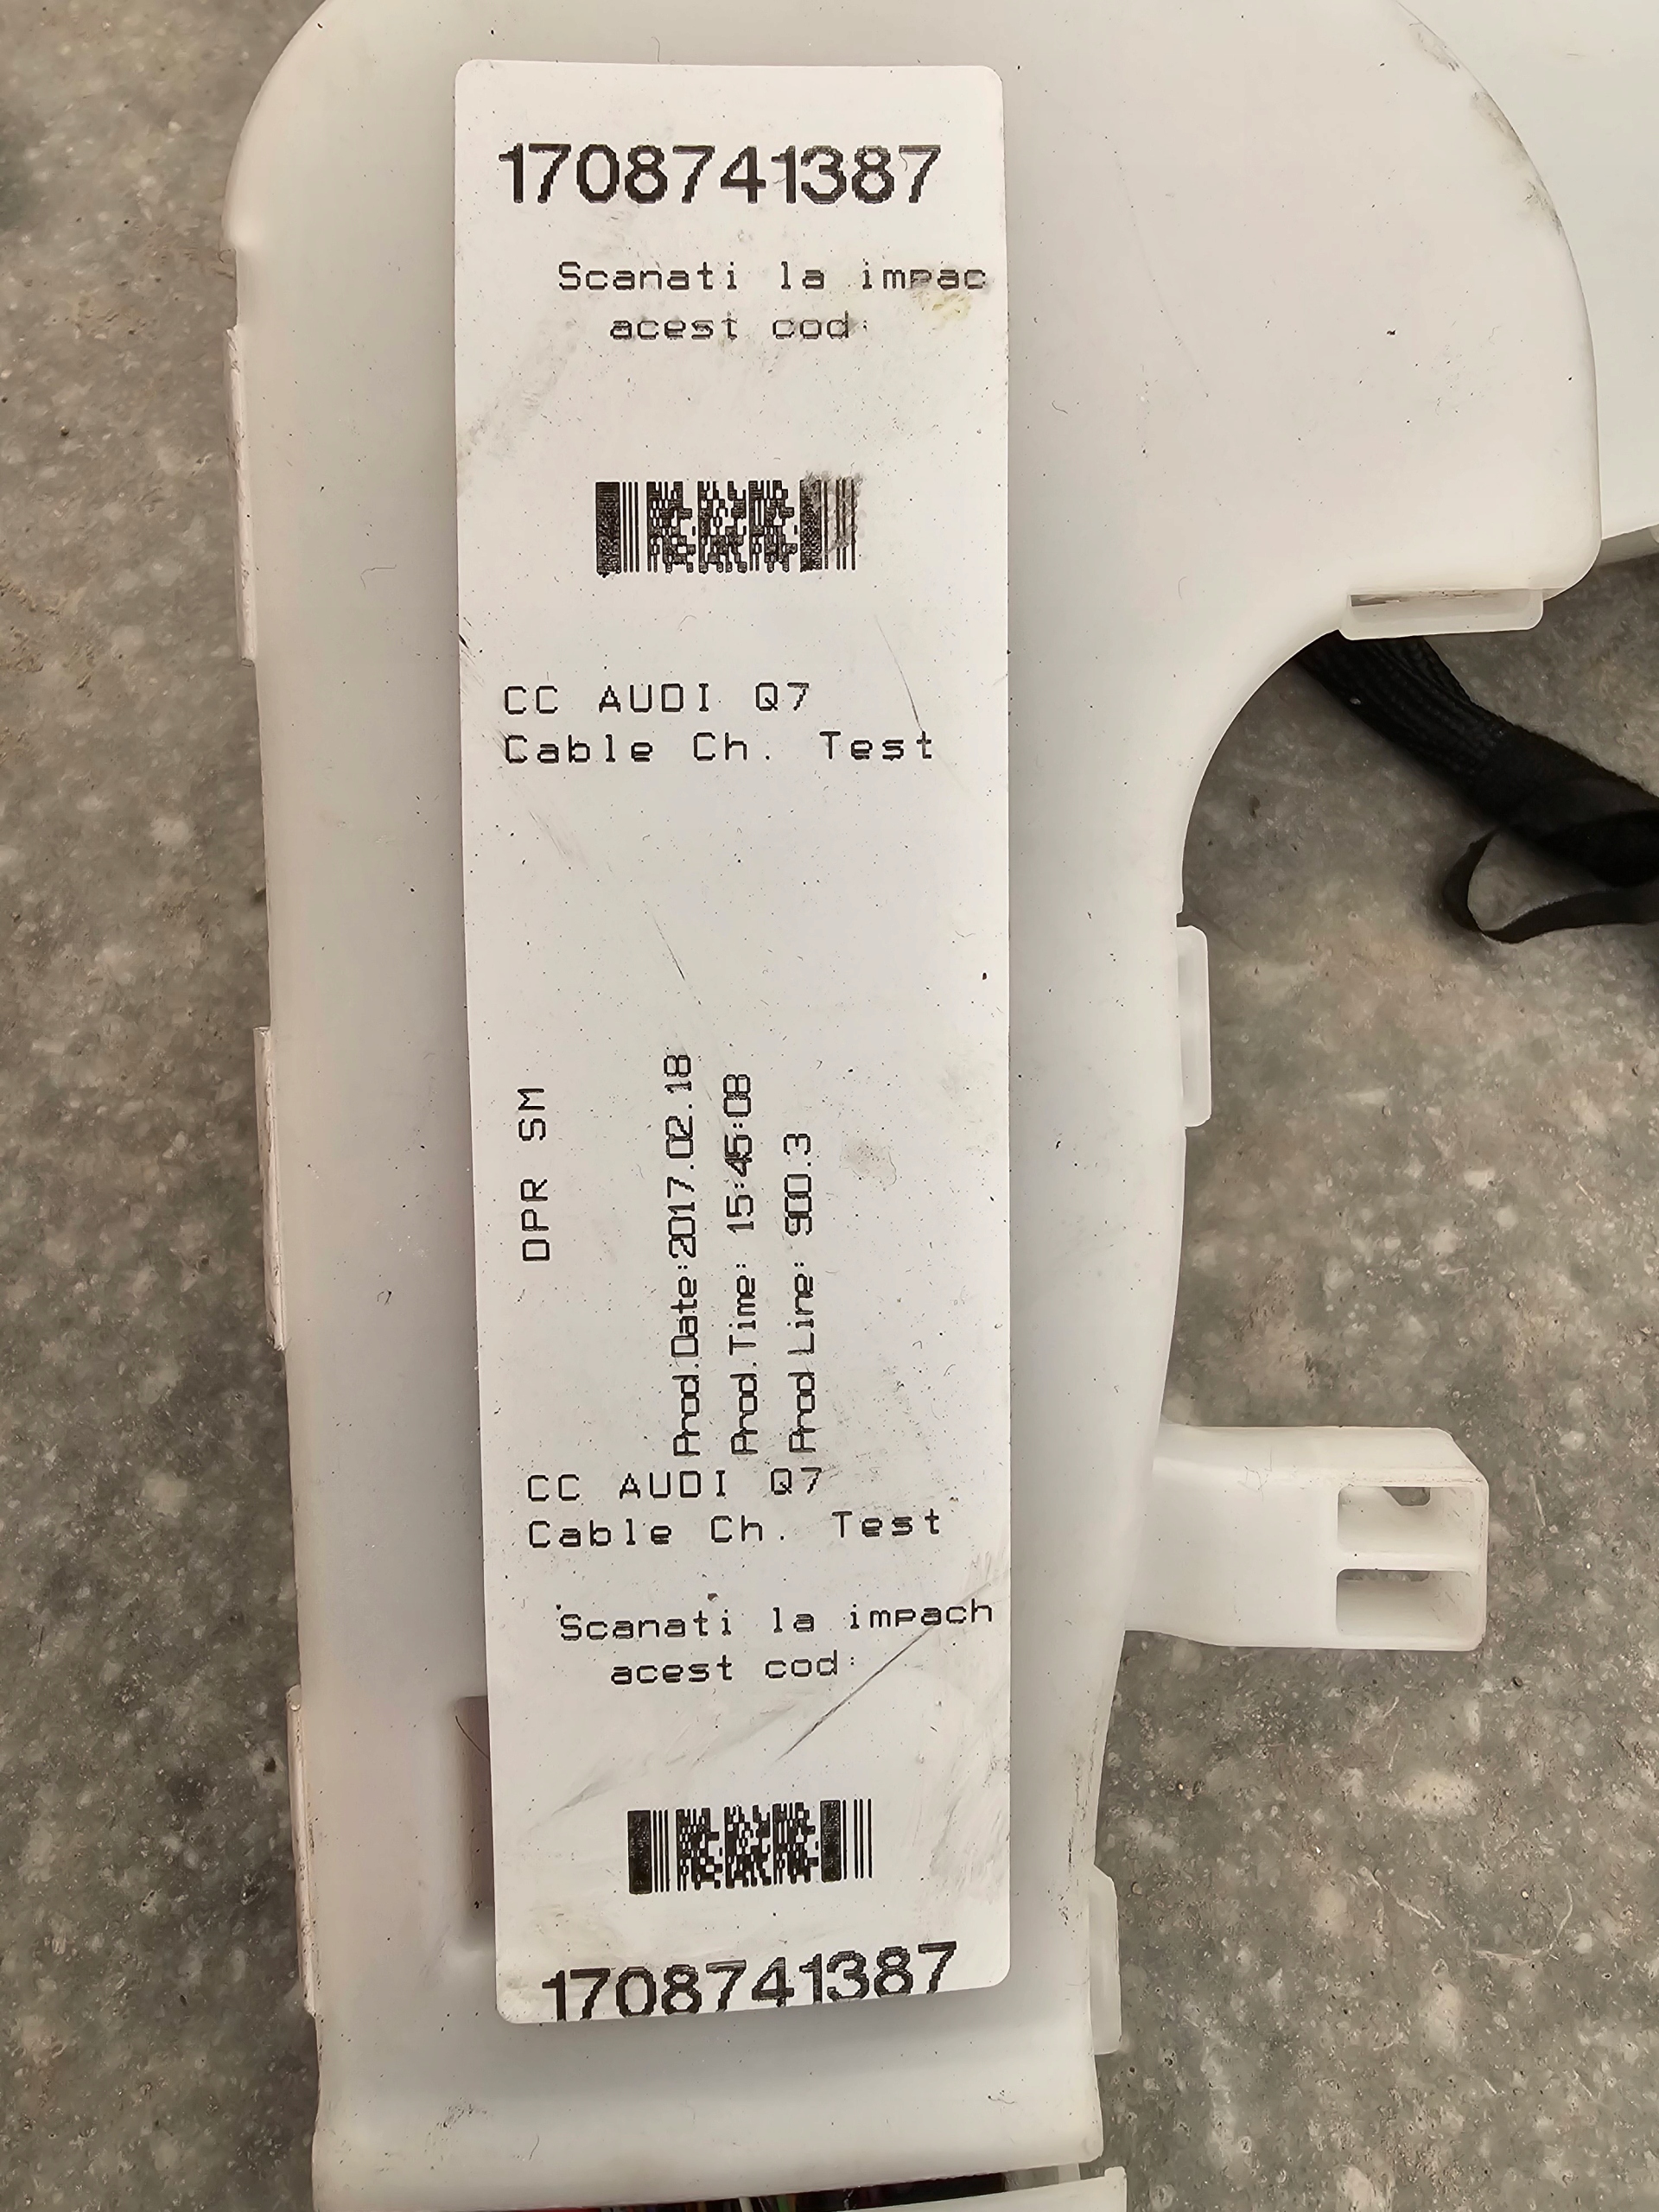 1708741387
Scanati la impac
acest cod:
CC AUDI Q7
Cable Ch. Test
DPR SM
Prod.Date:2017.02.18
Prod.Time: 15:45:08
Prod Line: 900.3
CC AUDI Q7
Cable Ch. Test
Scanati la impach
acest cod:
1708741387